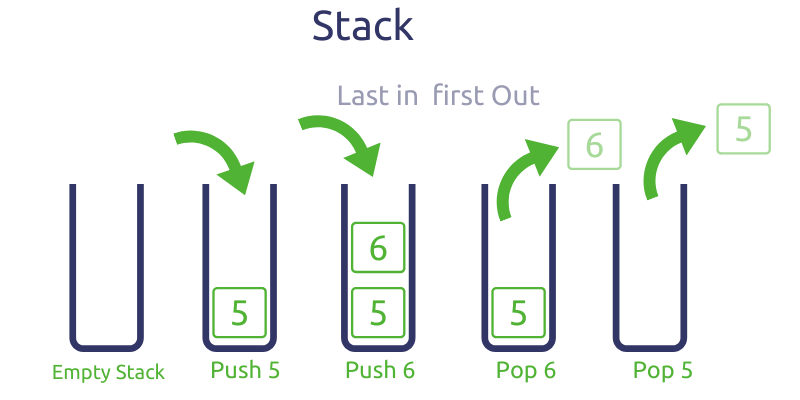 Stack
Last in first Out
6
5
6
5
5
5
Empty Stack
Push 5
Push 6
Pop 6
Pop 5